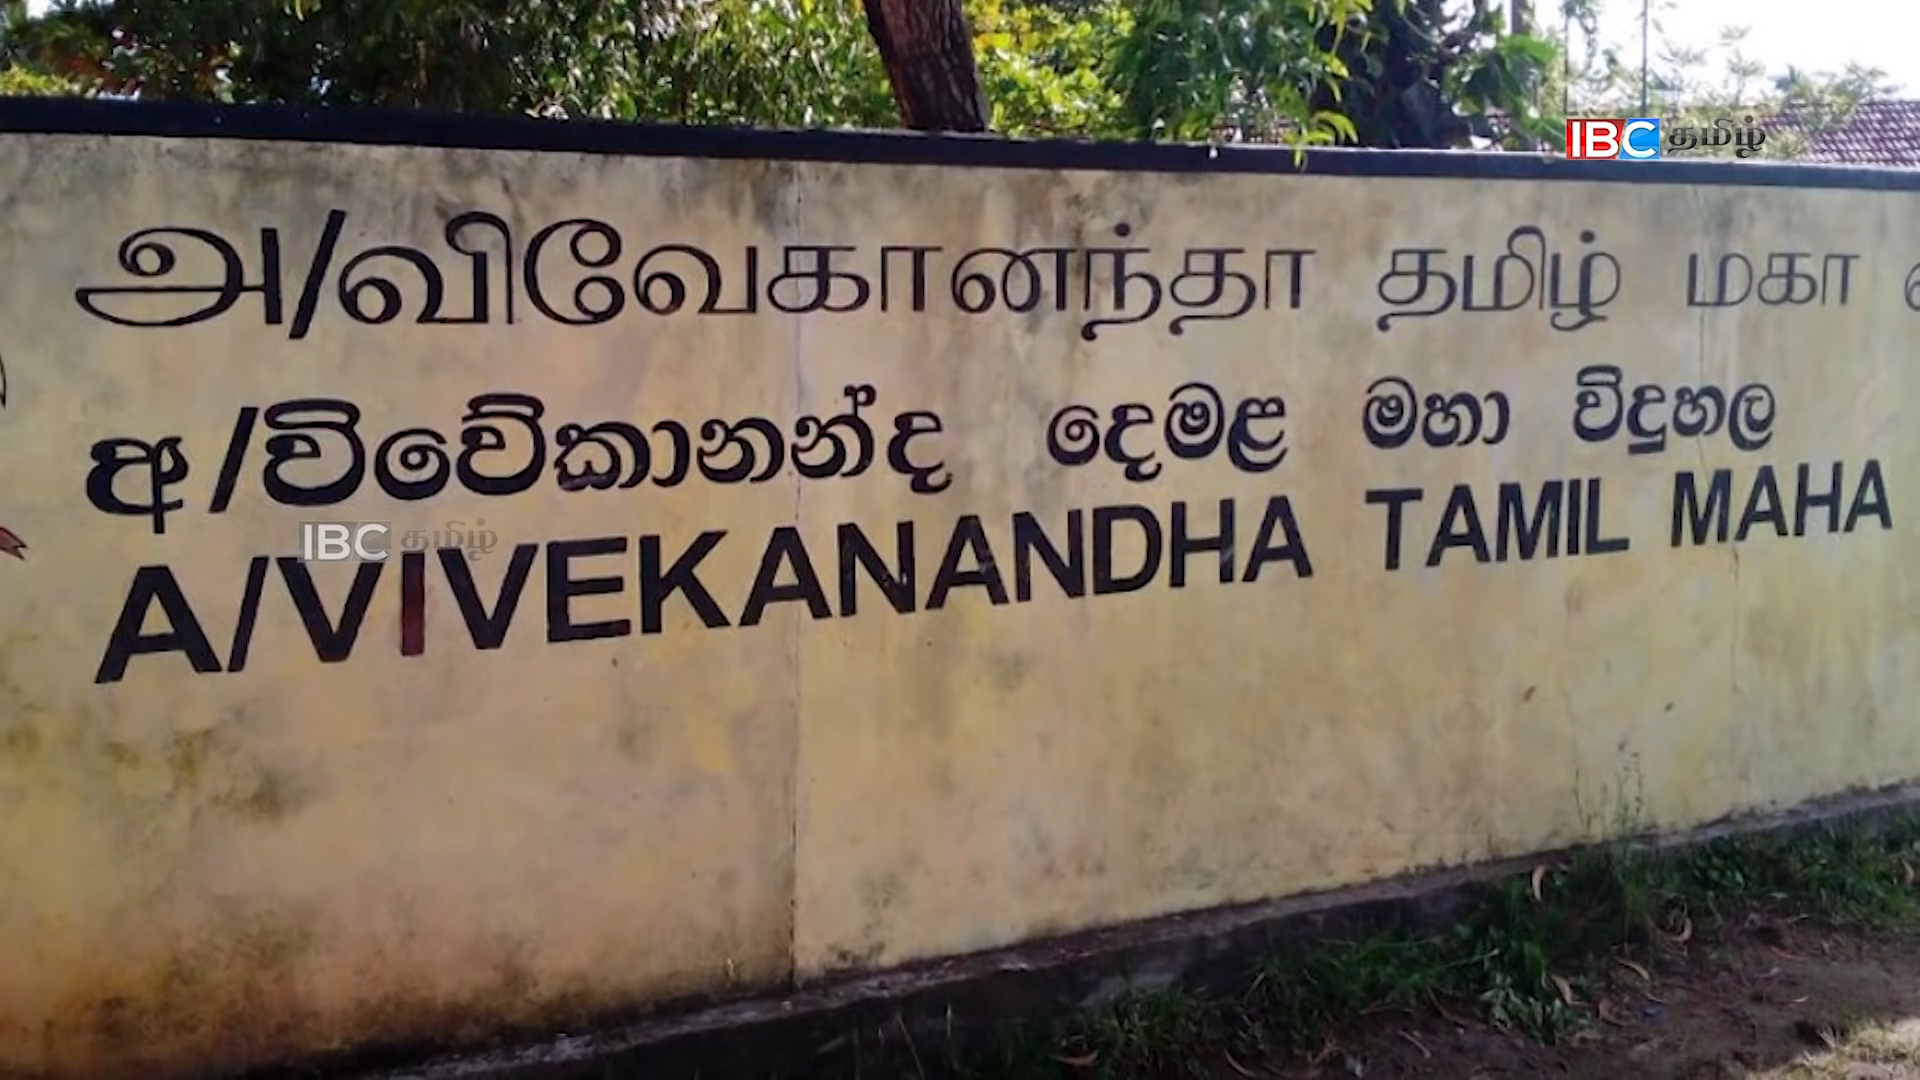 IBC தமிழ்
அ/விவேகானந்தா தமிழ் மகா
අ/විවේකානන්ද දෙමළ මහා විදුහල
IBC தமிழ்
A/VIVEKANANDHA TAMIL MAHA